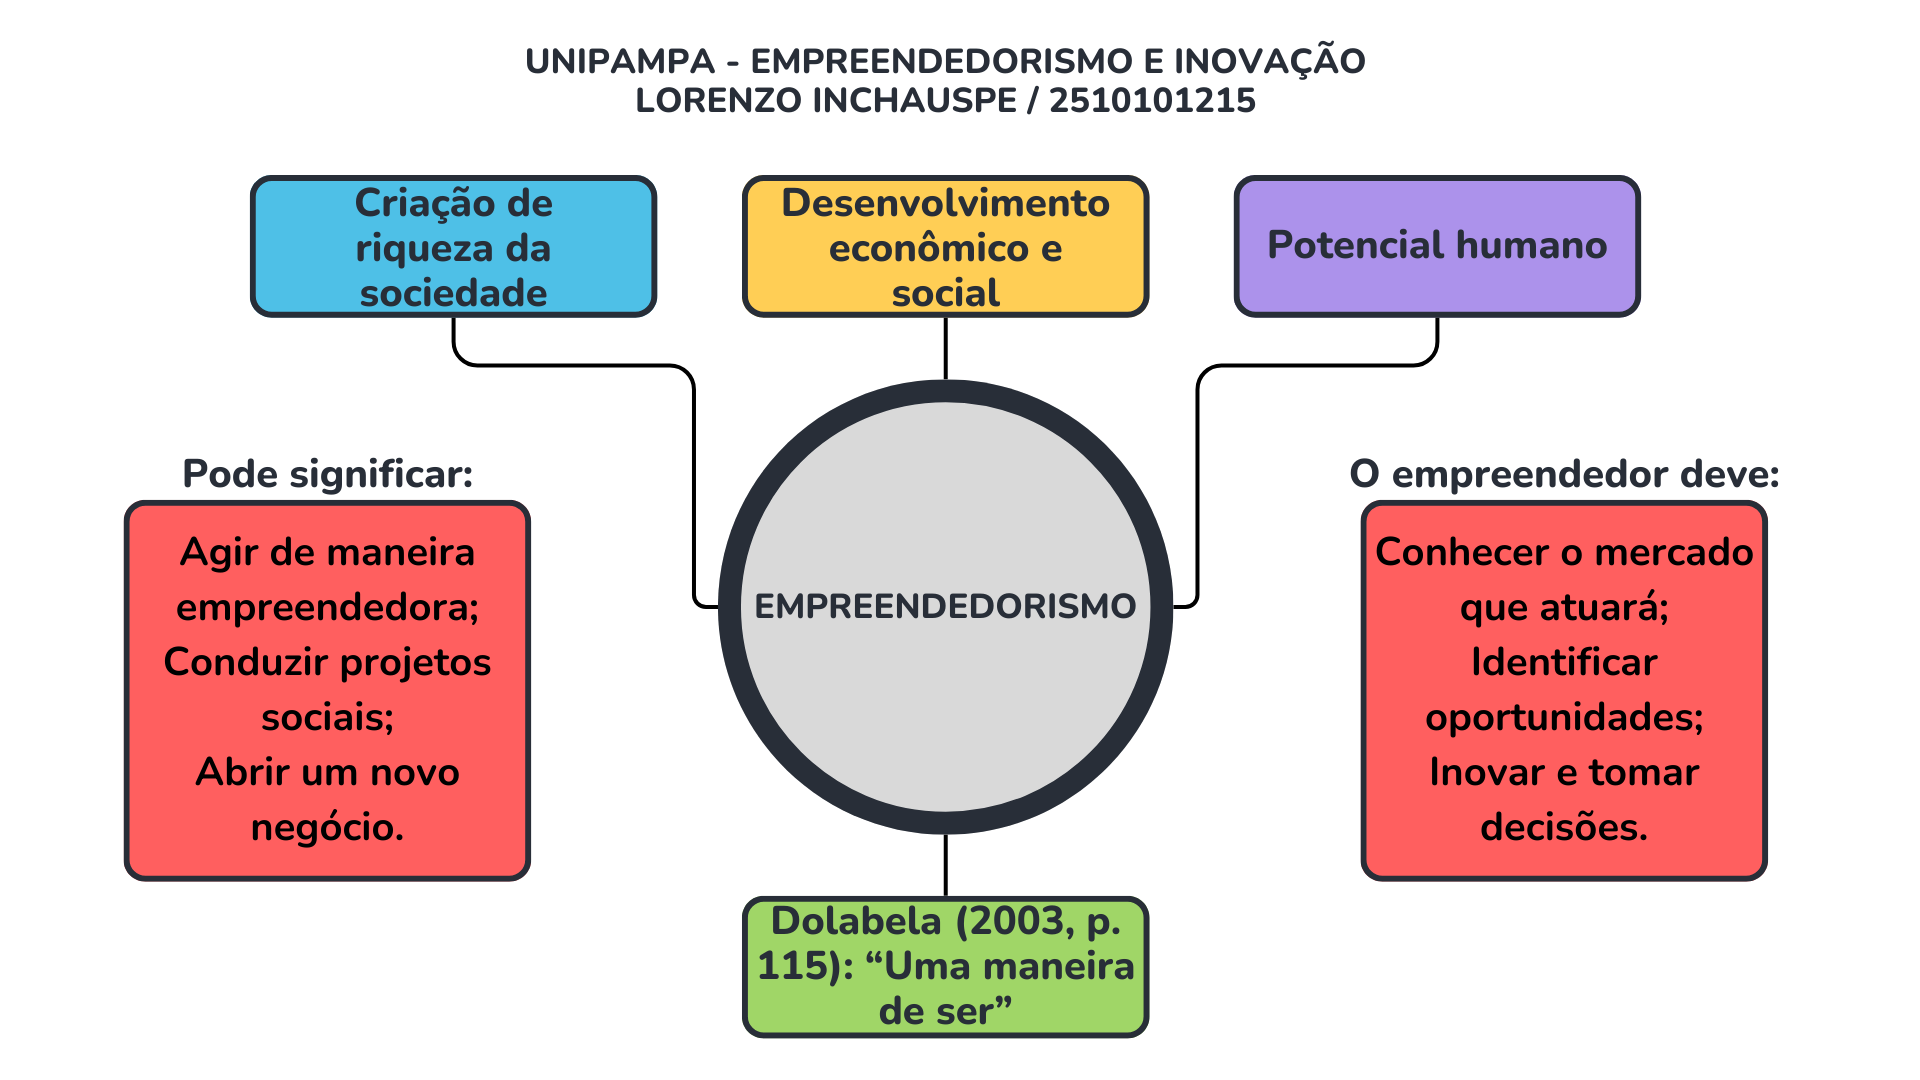 UNIPAMPA - EMPREENDEDORISMO E INOVAÇÃO
LORENZO INCHAUSPE / 2510101215
Criação de
riqueza da
sociedade
Desenvolvimento
econômico e
social
Potencial humano
Pode significar:
Agir de maneira
empreendedora;
Conduzir projetos
sociais;
Abrir um novo
negócio.
EMPREENDEDORISMO
O empreendedor deve:
Conhecer o mercado
que atuará;
Identificar
oportunidades;
Inovar e tomar
decisões.
Dolabela (2003, p.
115): “Uma maneira
de ser”